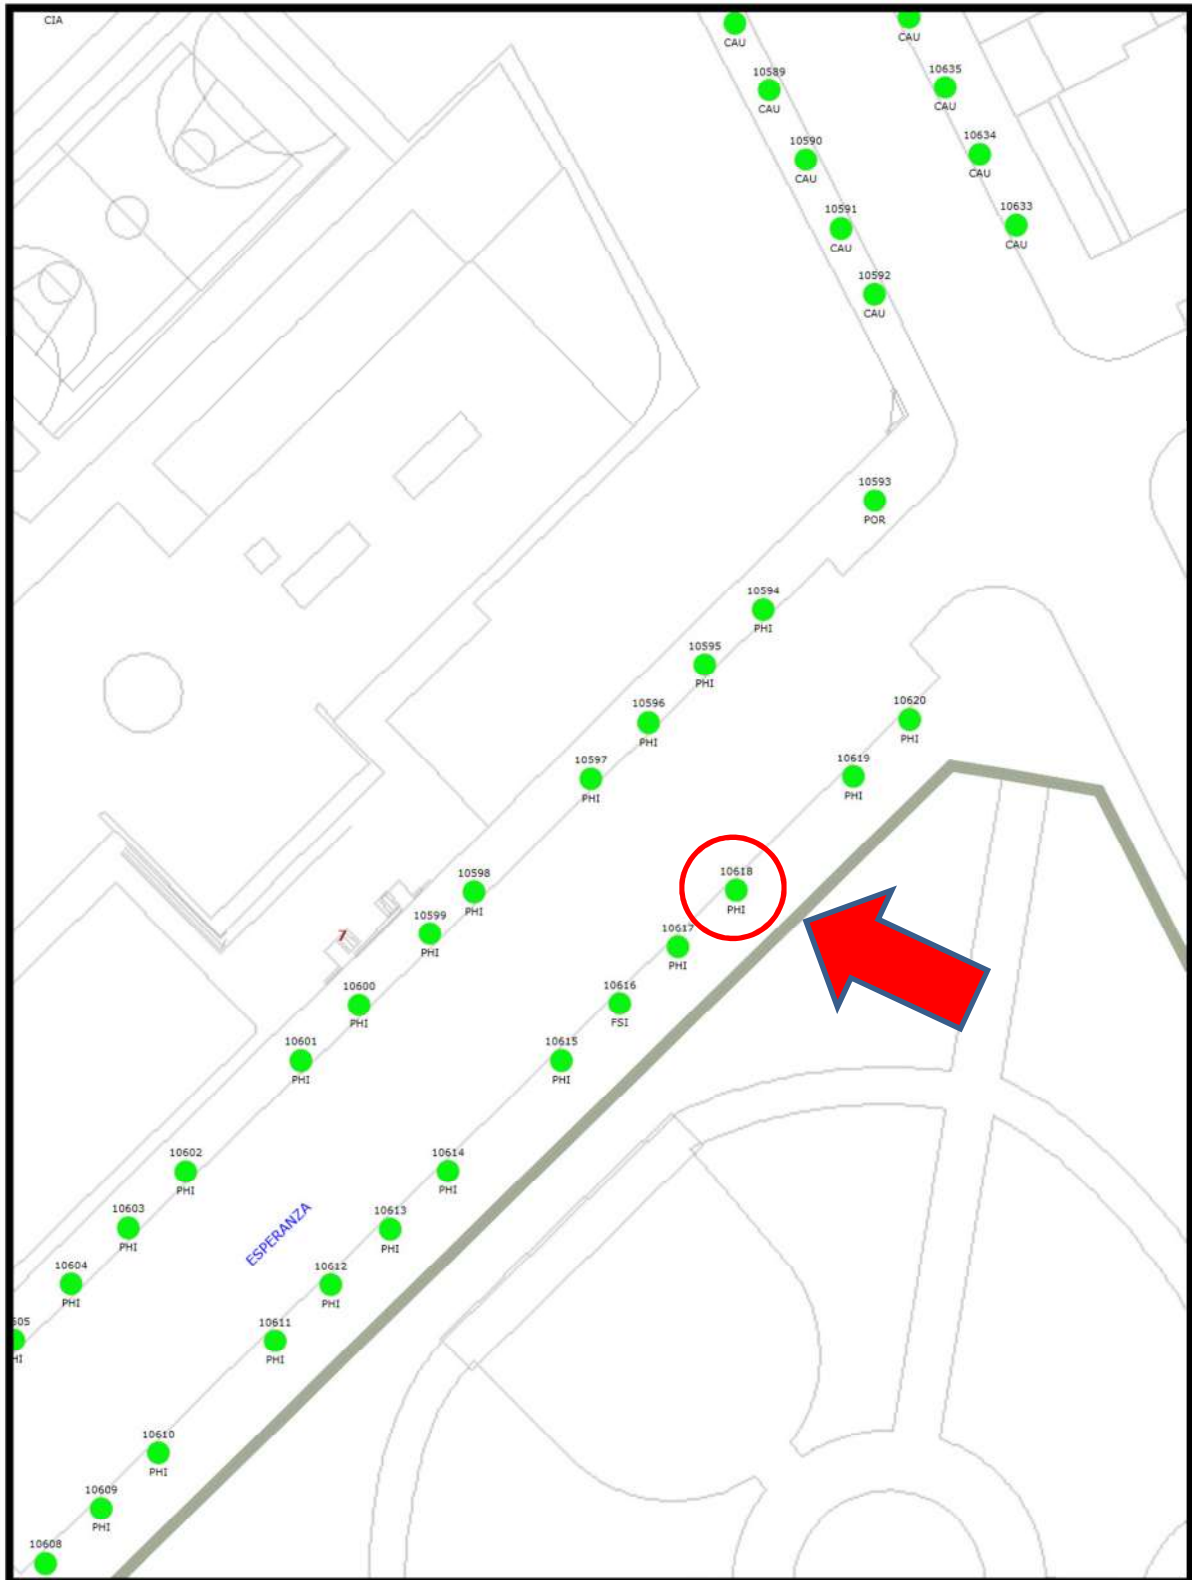 CIA
CAU
CAU
10589
CAU
10635
CAU
10590
CAU
10634
CAU
10591
CAU
10633
CAU
10592
CAU
10593
POR
10594
PHI
10595
PHI
10596
PHI
10597
PHI
10620
PHI
10619
PHI
10618
PHI
10617
PHI
10616
FSI
10615
PHI
10598
PHI
10599
PHI
7
10600
PHI
10601
PHI
10602
PHI
10603
PHI
10604
PHI
605
HI
ESPERANZA
10614
PHI
10613
PHI
10612
PHI
10611
PHI
10610
PHI
10609
PHI
10608